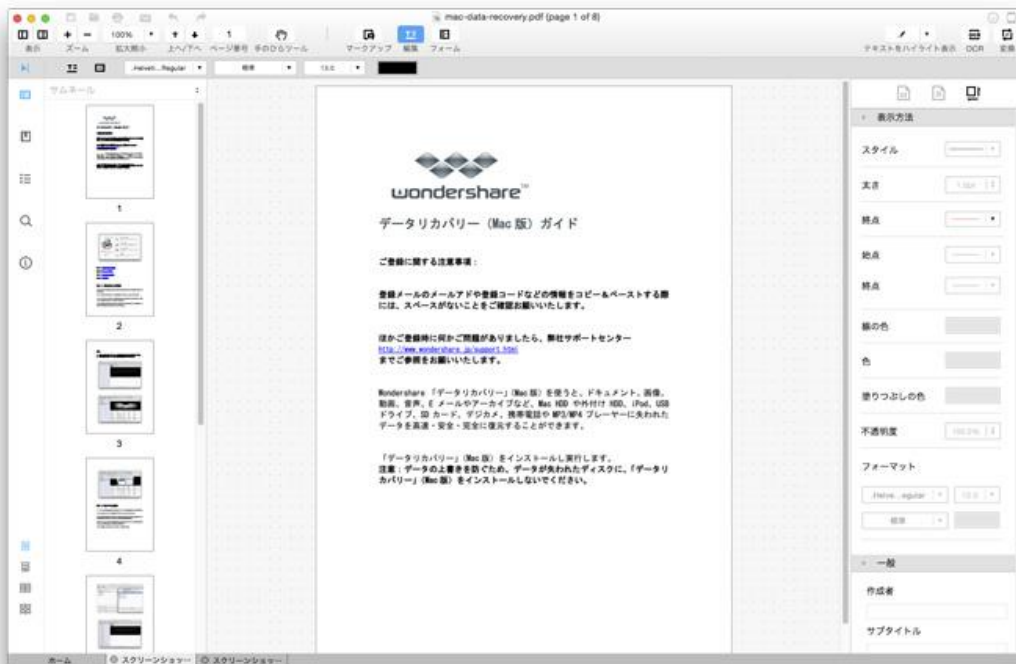 mac-data-recovery.pdf (page 1 of 8)
100%
1
表示
ズーム
拡大縮小
上へ/下へ
ページ番号
手のひらツール
マークアップ
編集
フォーム
テキストをハイライト表示
OCR
変換
.Helveti...Regular
標準
サムネール
1
2
3
4
wondershare™
データリカバリー (Mac 版) ガイド
ご登録に関する注意事項:
登録メールのメールアドや登録コードなどの情報をコピー&ペーストする際
には、スペースがないことをご確認お願いいたします。
ほかご登録時に何かご問題がありましたら、弊社サポートセンター
http://www.wondershare.jp/support.html
までご参照をお願いいたします。
Wondershare 「データリカバリー」(Mac 版) を使うと、ドキュメント、画像、
動画、音声、E メールやアーカイブなど、Mac HDD や外付け HDD、iPod、USB
ドライブ、SD カード、デジカメ、携帯電話や MP3/MP4 プレーヤーに失われた
データを高速・安全・完全に復元することができます。
「データリカバリー」(Mac 版) をインストールし実行します。
注意:データの上書きを防ぐため、データが失われたディスクに、「データリ
カバリー」(Mac 版) をインストールしないでください。
表示方法
スタイル
太さ
終点
始点
終点
線の色
色
塗りつぶしの色
不透明度
フォーマット
.Helve...egular
標準
一般
作成者
サブタイトル
ホーム
スクリーンショッ…
スクリーンショッ…